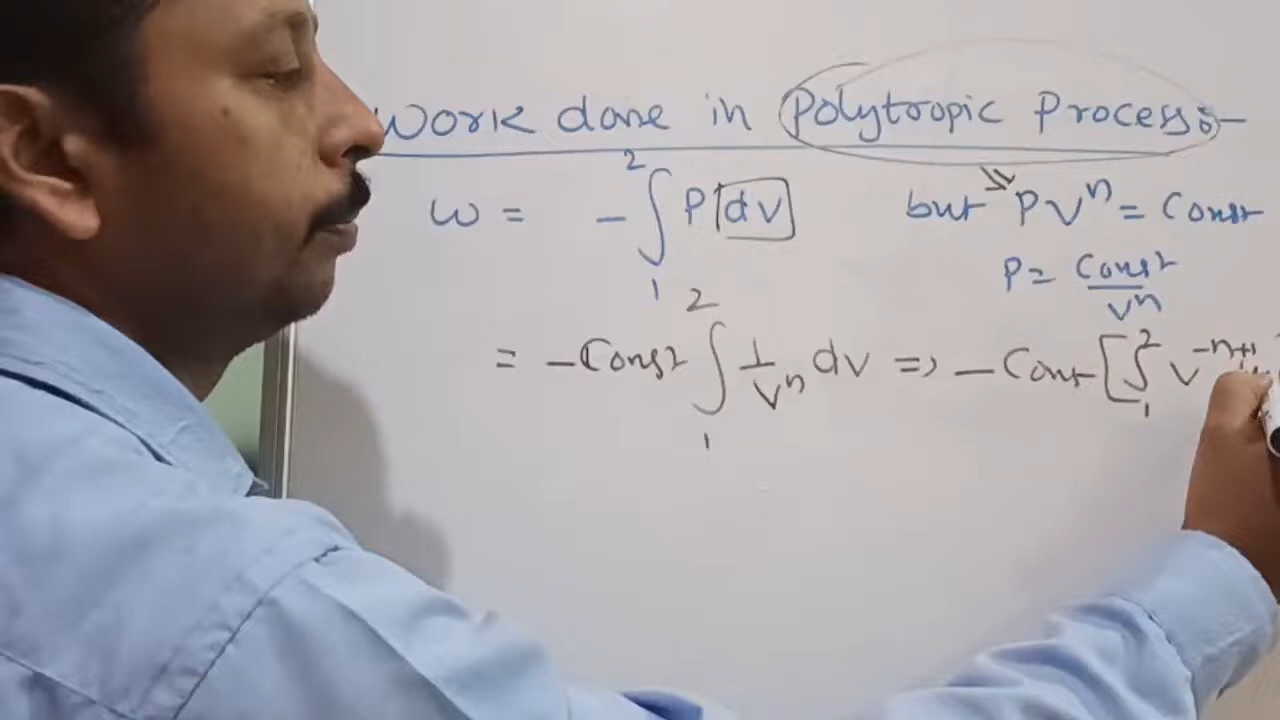 Work done in Polytropic Process:-
W = - ∫₁² P dV but PVⁿ = Const
P = Const / Vⁿ
= - Const ∫₁² 1/Vⁿ dV ⇒ - Const [∫₁² V⁻ⁿ⁺¹